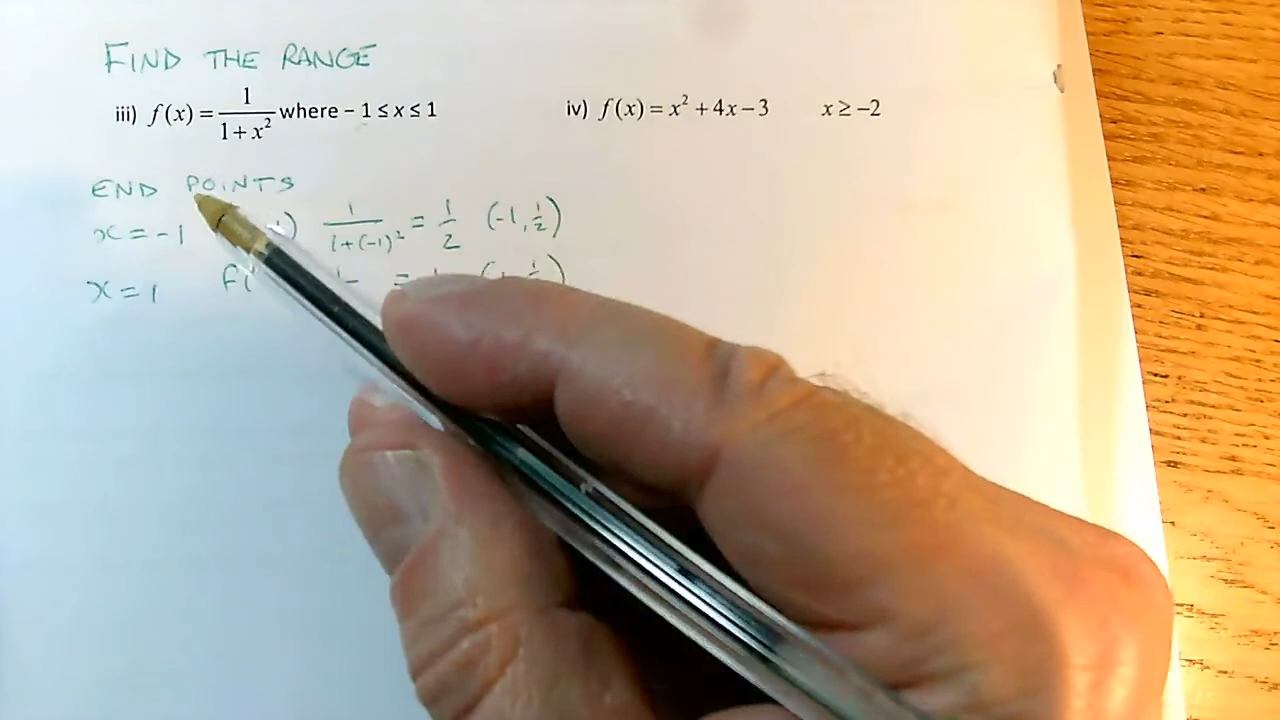 FIND THE RANGE
iii) f(x) = 1/(1+x²) where – 1 ≤ x ≤ 1
iv) f(x) = x² + 4x – 3 x ≥ –2
END POINTS
x = -1 1/(1+(-1)²) = 1/2 (-1, 1/2)
x = 1 f( =